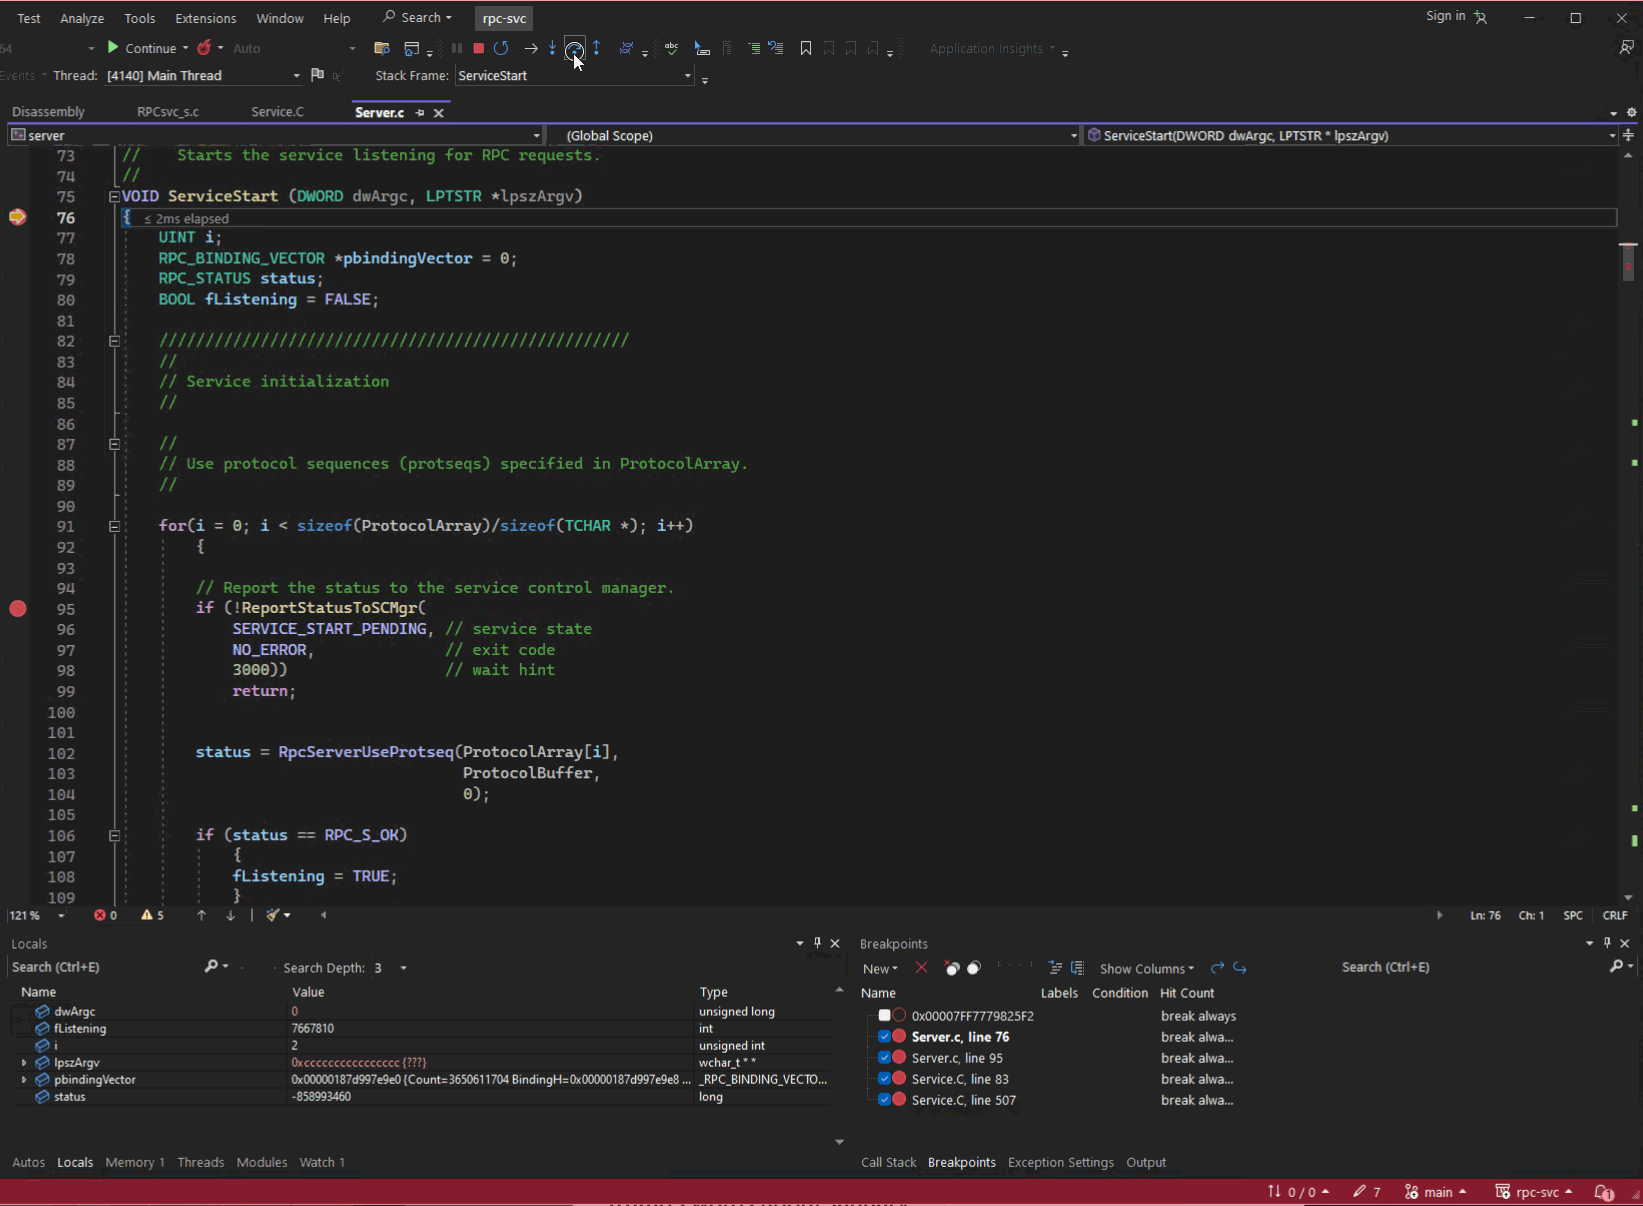 Test Analyze Tools Extensions Window Help Search rpc-svc Sign in
64 Continue Auto Application Insights
Events Thread: [4140] Main Thread Stack Frame: ServiceStart
Disassembly RPCsvc_s.c Service.C Server.c
server (Global Scope) ServiceStart(DWORD dwArgc, LPTSTR * lpszArgv)
73 // Starts the service listening for RPC requests.
74 //
75 VOID ServiceStart (DWORD dwArgc, LPTSTR *lpszArgv)
76 { ≤ 2ms elapsed
77 UINT i;
78 RPC_BINDING_VECTOR *pbindingVector = 0;
79 RPC_STATUS status;
80 BOOL fListening = FALSE;
81
82 ///////////////////////////////////////////////////
83 //
84 // Service initialization
85 //
86
87 //
88 // Use protocol sequences (protseqs) specified in ProtocolArray.
89 //
90
91 for(i = 0; i < sizeof(ProtocolArray)/sizeof(TCHAR *); i++)
92 {
93
94 // Report the status to the service control manager.
95 if (!ReportStatusToSCMgr(
96 SERVICE_START_PENDING, // service state
97 NO_ERROR, // exit code
98 3000)) // wait hint
99 return;
100
101
102 status = RpcServerUseProtseq(ProtocolArray[i],
103 ProtocolBuffer,
104 0);
105
106 if (status == RPC_S_OK)
107 {
108 fListening = TRUE;
109 }
121 % 0 5 Ln: 76 Ch: 1 SPC CRLF
Locals
Search (Ctrl+E) Search Depth: 3
Name Value Type
dwArgc 0 unsigned long
fListening 7667810 int
i 2 unsigned int
lpszArgv 0xcccccccccccccccc {???} wchar_t * *
pbindingVector 0x00000187d997e9e0 {Count=3650611704 BindingH=0x00000187d997e9e8 ... _RPC_BINDING_VECTO...
status -858993460 long
Autos Locals Memory 1 Threads Modules Watch 1
Breakpoints
New Show Columns Search (Ctrl+E)
Name Labels Condition Hit Count
0x00007FF7779825F2 break always
Server.c, line 76 break alwa...
Server.c, line 95 break alwa...
Service.C, line 83 break alwa...
Service.C, line 507 break alwa...
Call Stack Breakpoints Exception Settings Output
0 / 0 7 main rpc-svc 1